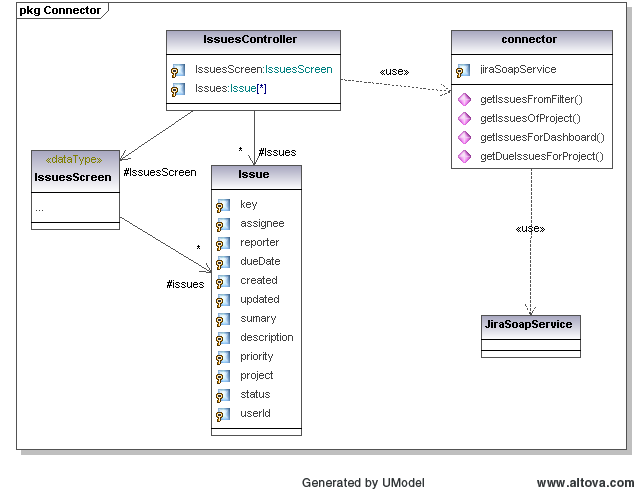 pkg Connector
IssuesController
IssuesScreen:IssuesScreen
Issues:Issue[*]
«use»
connector
jiraSoapService
getIssuesFromFilter()
getIssuesOfProject()
getIssuesForDashboard()
getDueIssuesForProject()
«dataType»
IssuesScreen
...
#IssuesScreen
*
#Issues
Issue
key
assignee
reporter
dueDate
created
updated
sumary
description
priority
project
status
userId
*
#issues
«use»
JiraSoapService
Generated by UModel
www.altova.com